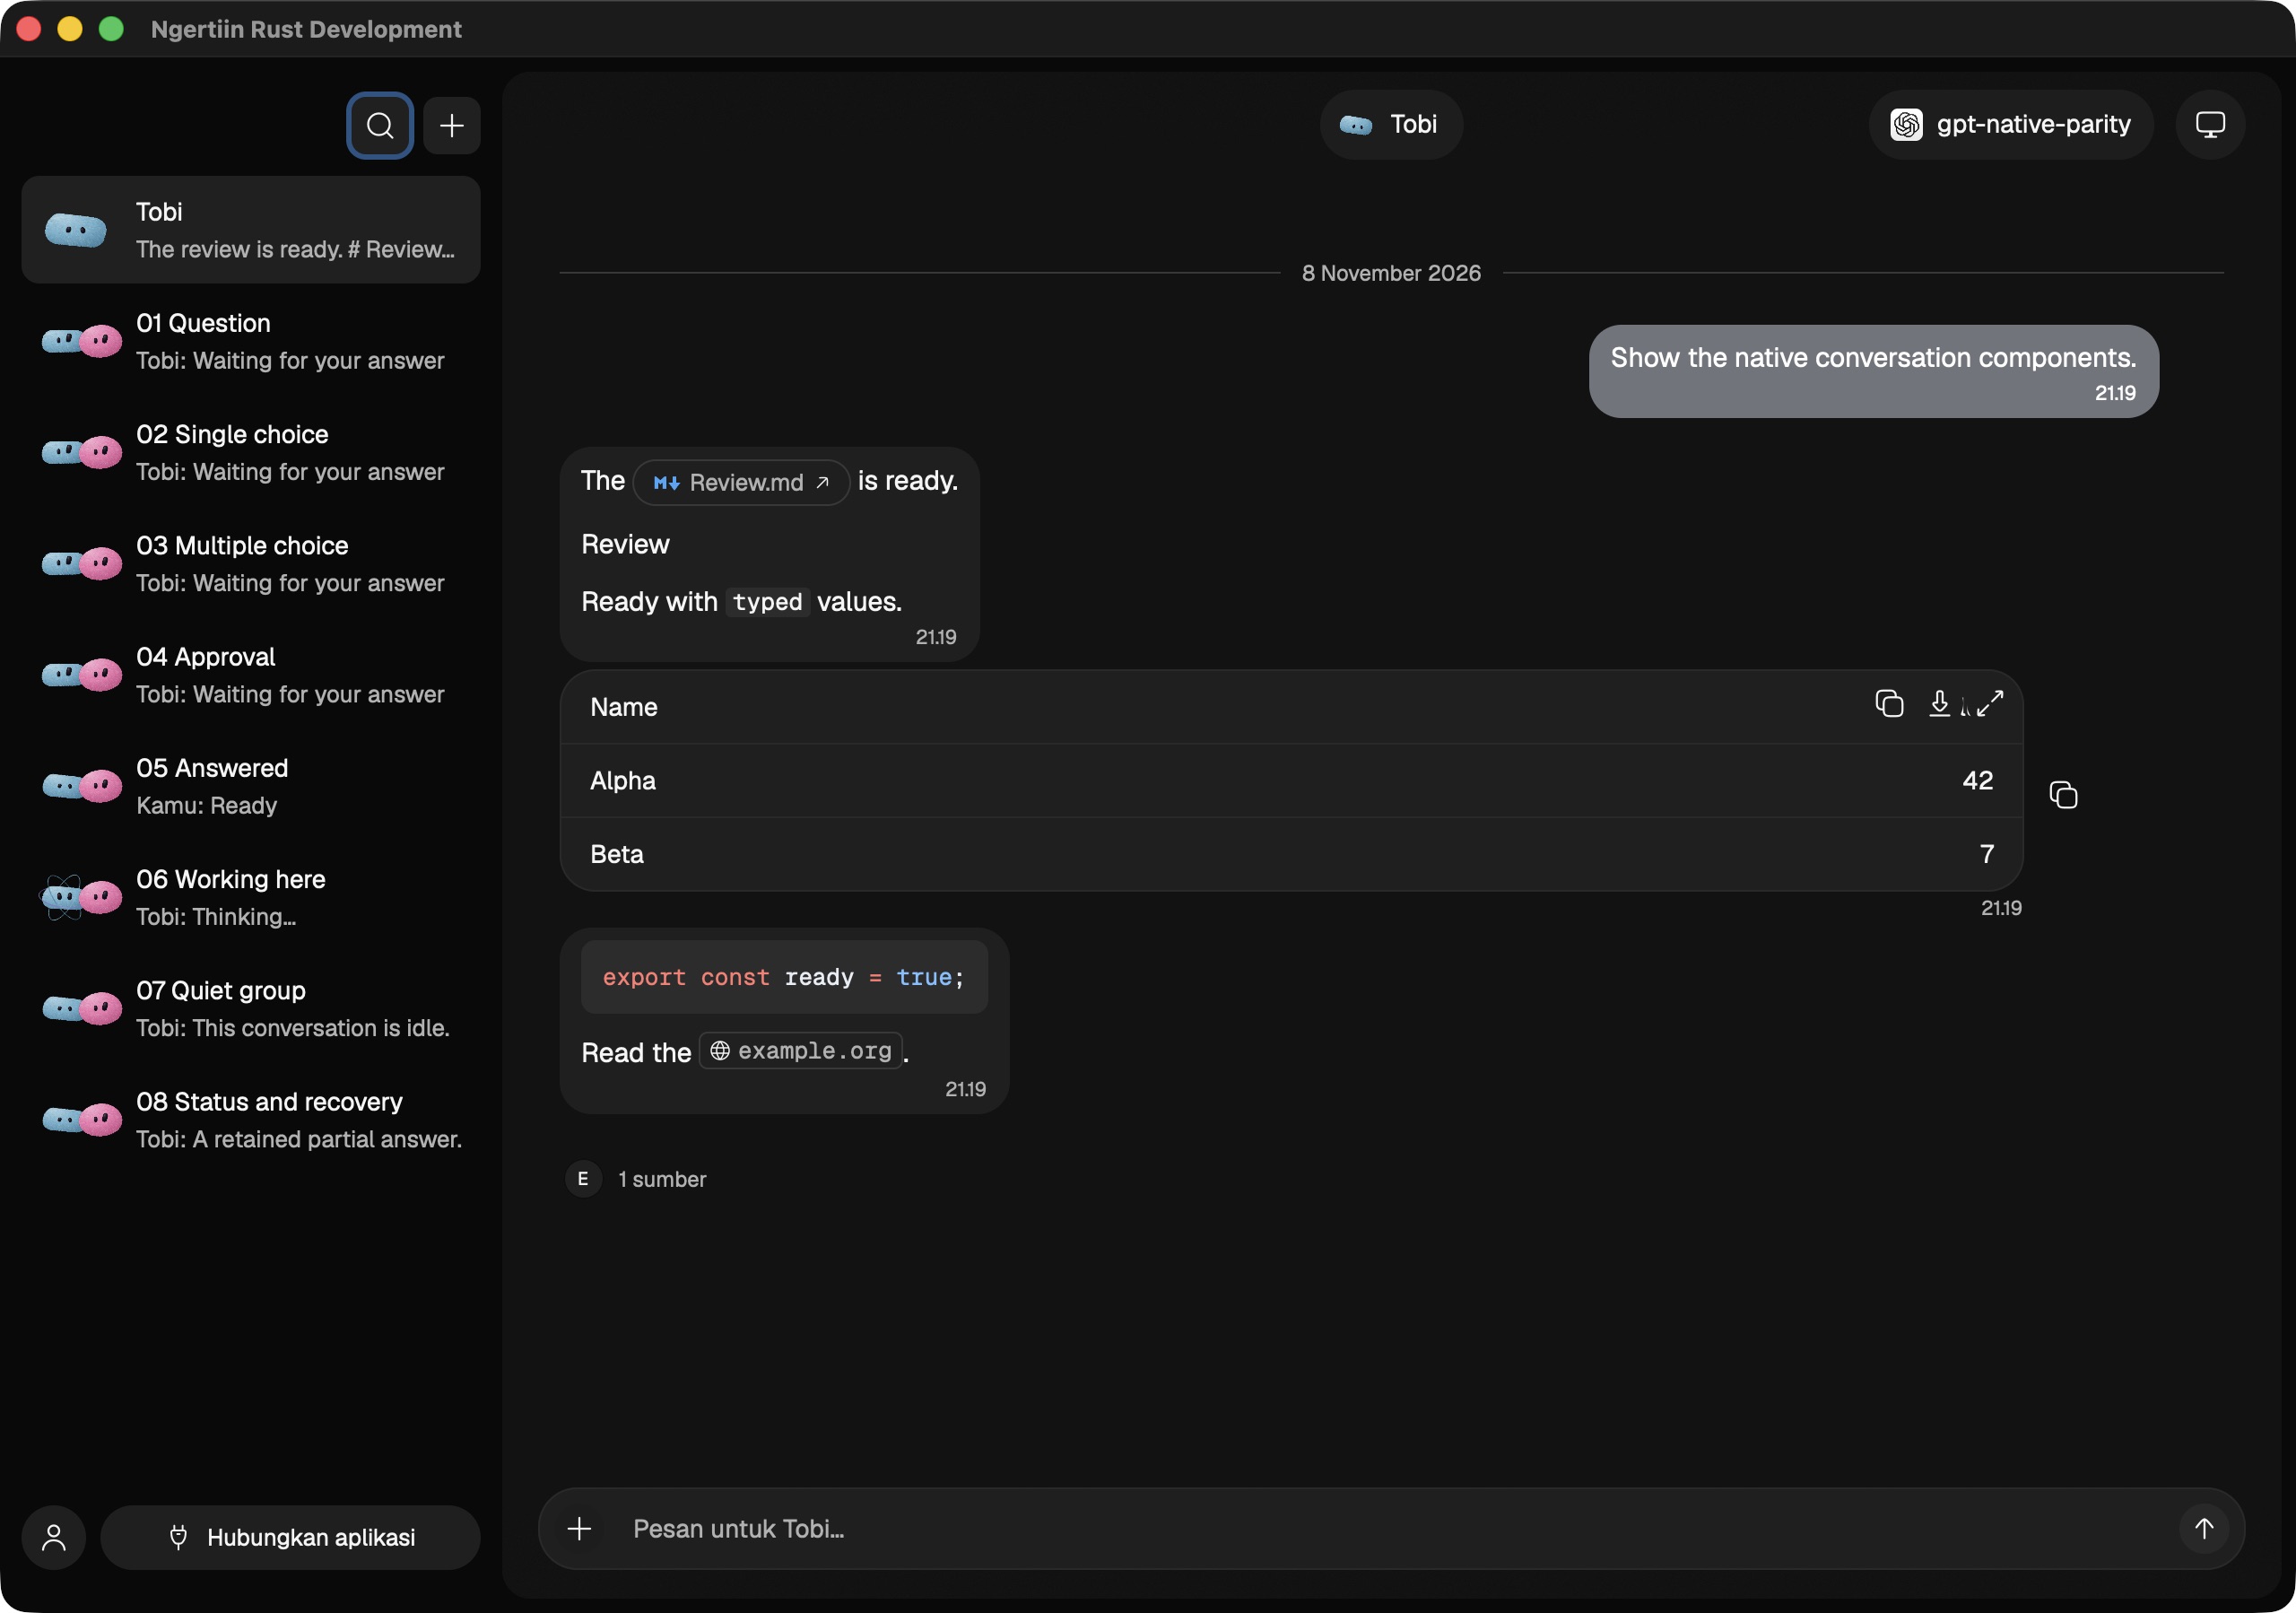 Ngertiin Rust Development
Tobi
The review is ready. # Review...
01 Question
Tobi: Waiting for your answer
02 Single choice
Tobi: Waiting for your answer
03 Multiple choice
Tobi: Waiting for your answer
04 Approval
Tobi: Waiting for your answer
05 Answered
Kamu: Ready
06 Working here
Tobi: Thinking...
07 Quiet group
Tobi: This conversation is idle.
08 Status and recovery
Tobi: A retained partial answer.
Hubungkan aplikasi
Tobi
gpt-native-parity
8 November 2026
Show the native conversation components.
21.19
The M↓ Review.md ↗ is ready.
Review
Ready with typed values.
21.19
Name
Alpha 42
Beta 7
21.19
export const ready = true;
Read the example.org.
21.19
E 1 sumber
Pesan untuk Tobi...